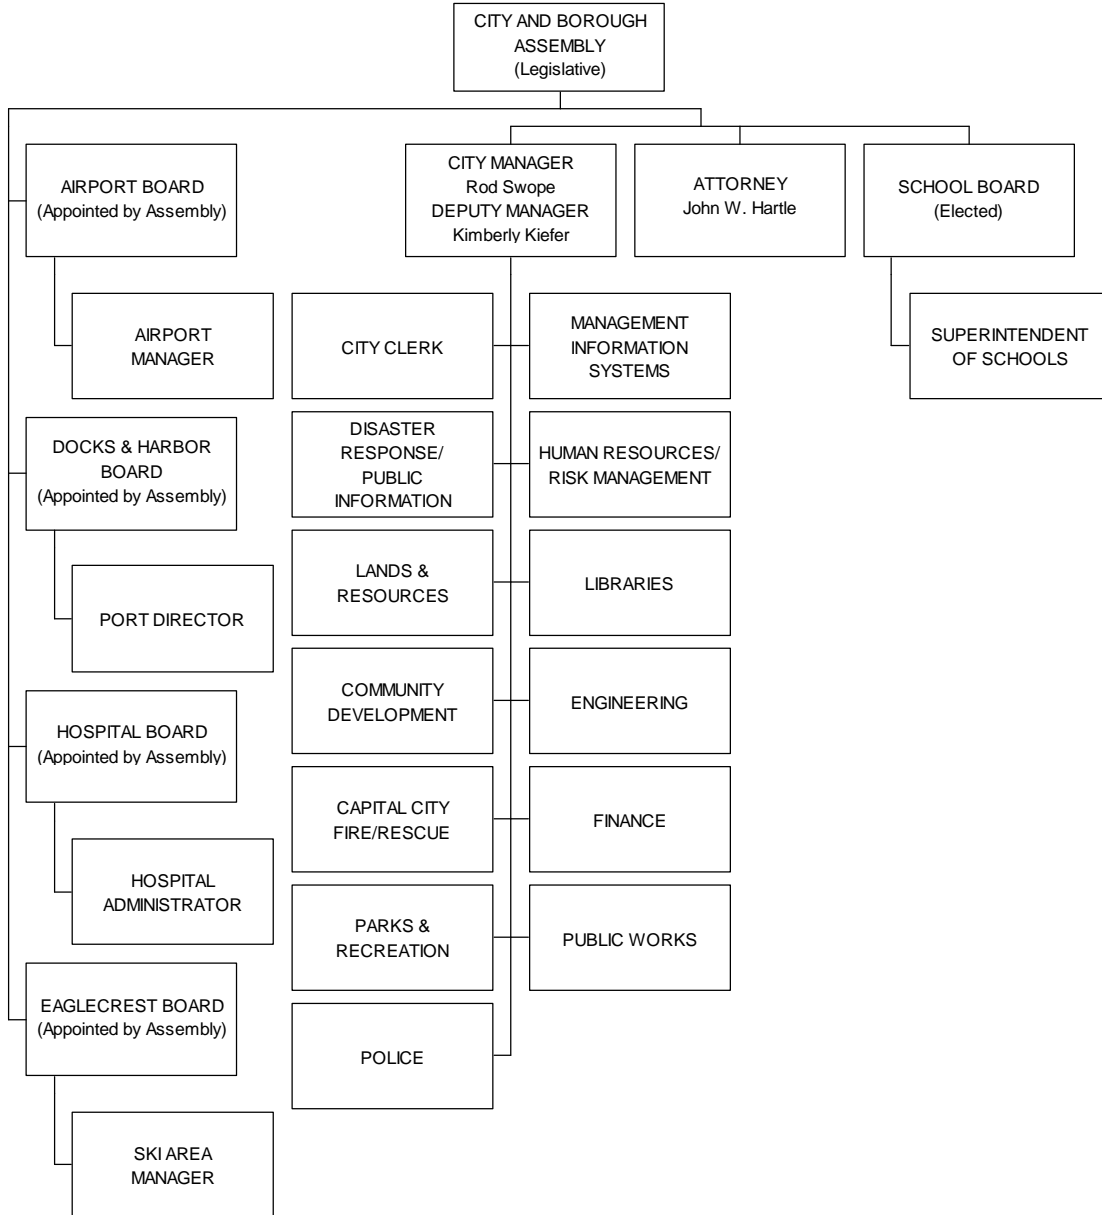 CITY AND BOROUGH
ASSEMBLY
(Legislative)
AIRPORT BOARD
(Appointed by Assembly)
CITY MANAGER
Rod Swope
DEPUTY MANAGER
Kimberly Kiefer
ATTORNEY
John W. Hartle
SCHOOL BOARD
(Elected)
AIRPORT
MANAGER
CITY CLERK
MANAGEMENT
INFORMATION
SYSTEMS
SUPERINTENDENT
OF SCHOOLS
DOCKS & HARBOR
BOARD
(Appointed by Assembly)
DISASTER
RESPONSE/
PUBLIC
INFORMATION
HUMAN RESOURCES/
RISK MANAGEMENT
PORT DIRECTOR
LANDS &
RESOURCES
LIBRARIES
HOSPITAL BOARD
(Appointed by Assembly)
COMMUNITY
DEVELOPMENT
ENGINEERING
HOSPITAL
ADMINISTRATOR
CAPITAL CITY
FIRE/RESCUE
FINANCE
PARKS &
RECREATION
PUBLIC WORKS
EAGLECREST BOARD
(Appointed by Assembly)
POLICE
SKI AREA
MANAGER